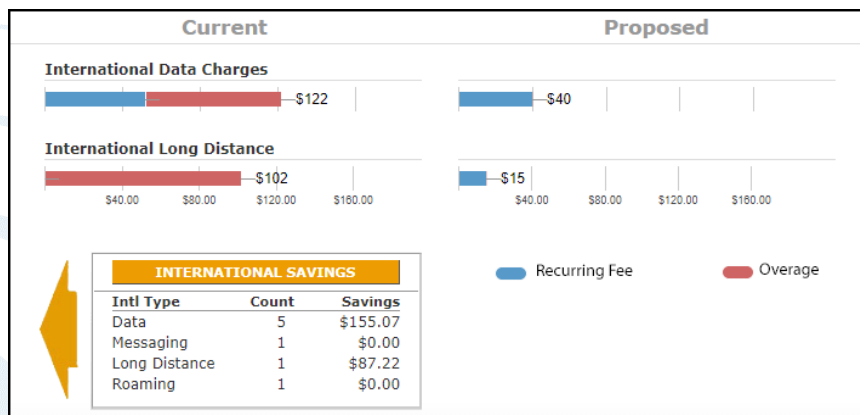 Current Proposed
International Data Charges
$122 $40
International Long Distance
$102 $15
$40.00 $80.00 $120.00 $160.00 $40.00 $80.00 $120.00 $160.00
INTERNATIONAL SAVINGS
Recurring Fee Overage
Intl Type Count Savings
Data 5 $155.07
Messaging 1 $0.00
Long Distance 1 $87.22
Roaming 1 $0.00